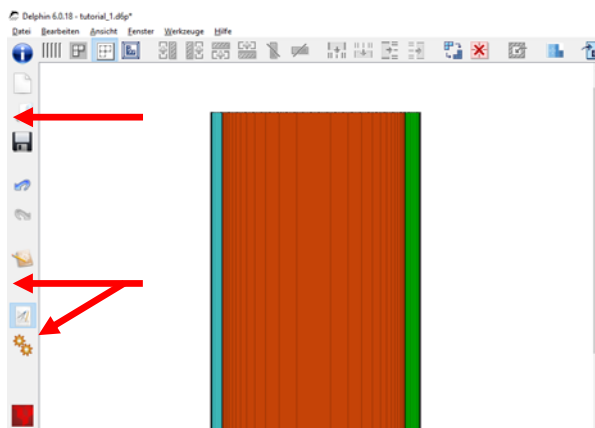 Delphin 6.0.18 - tutorial_1.d6p*
Datei Bearbeiten Ansicht Fenster Werkzeuge Hilfe